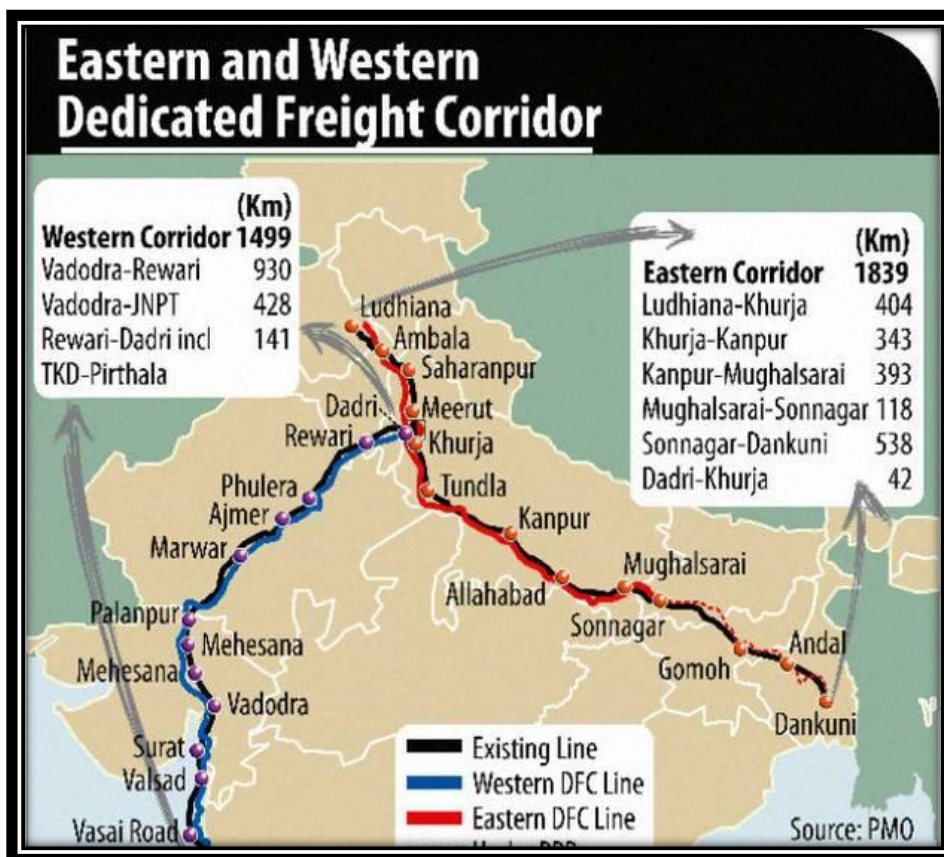 Eastern and Western
Dedicated Freight Corridor
(Km)
Western Corridor 1499
Vadodra-Rewari 930
Vadodra-JNPT 428
Rewari-Dadri incl 141
TKD-Pirthala
(Km)
Eastern Corridor 1839
Ludhiana-Khurja 404
Khurja-Kanpur 343
Kanpur-Mughalsarai 393
Mughalsarai-Sonnagar 118
Sonnagar-Dankuni 538
Dadri-Khurja 42
Ludhiana
Ambala
Saharanpur
Dadri
Meerut
Rewari
Khurja
Phulera
Tundla
Ajmer
Kanpur
Marwar
Mughalsarai
Allahabad
Palanpur
Sonnagar
Mehesana
Andal
Gomoh
Mehesana
Vadodra
Dankuni
Surat
Valsad
Vasai Road
Existing Line
Western DFC Line
Eastern DFC Line
Source: PMO